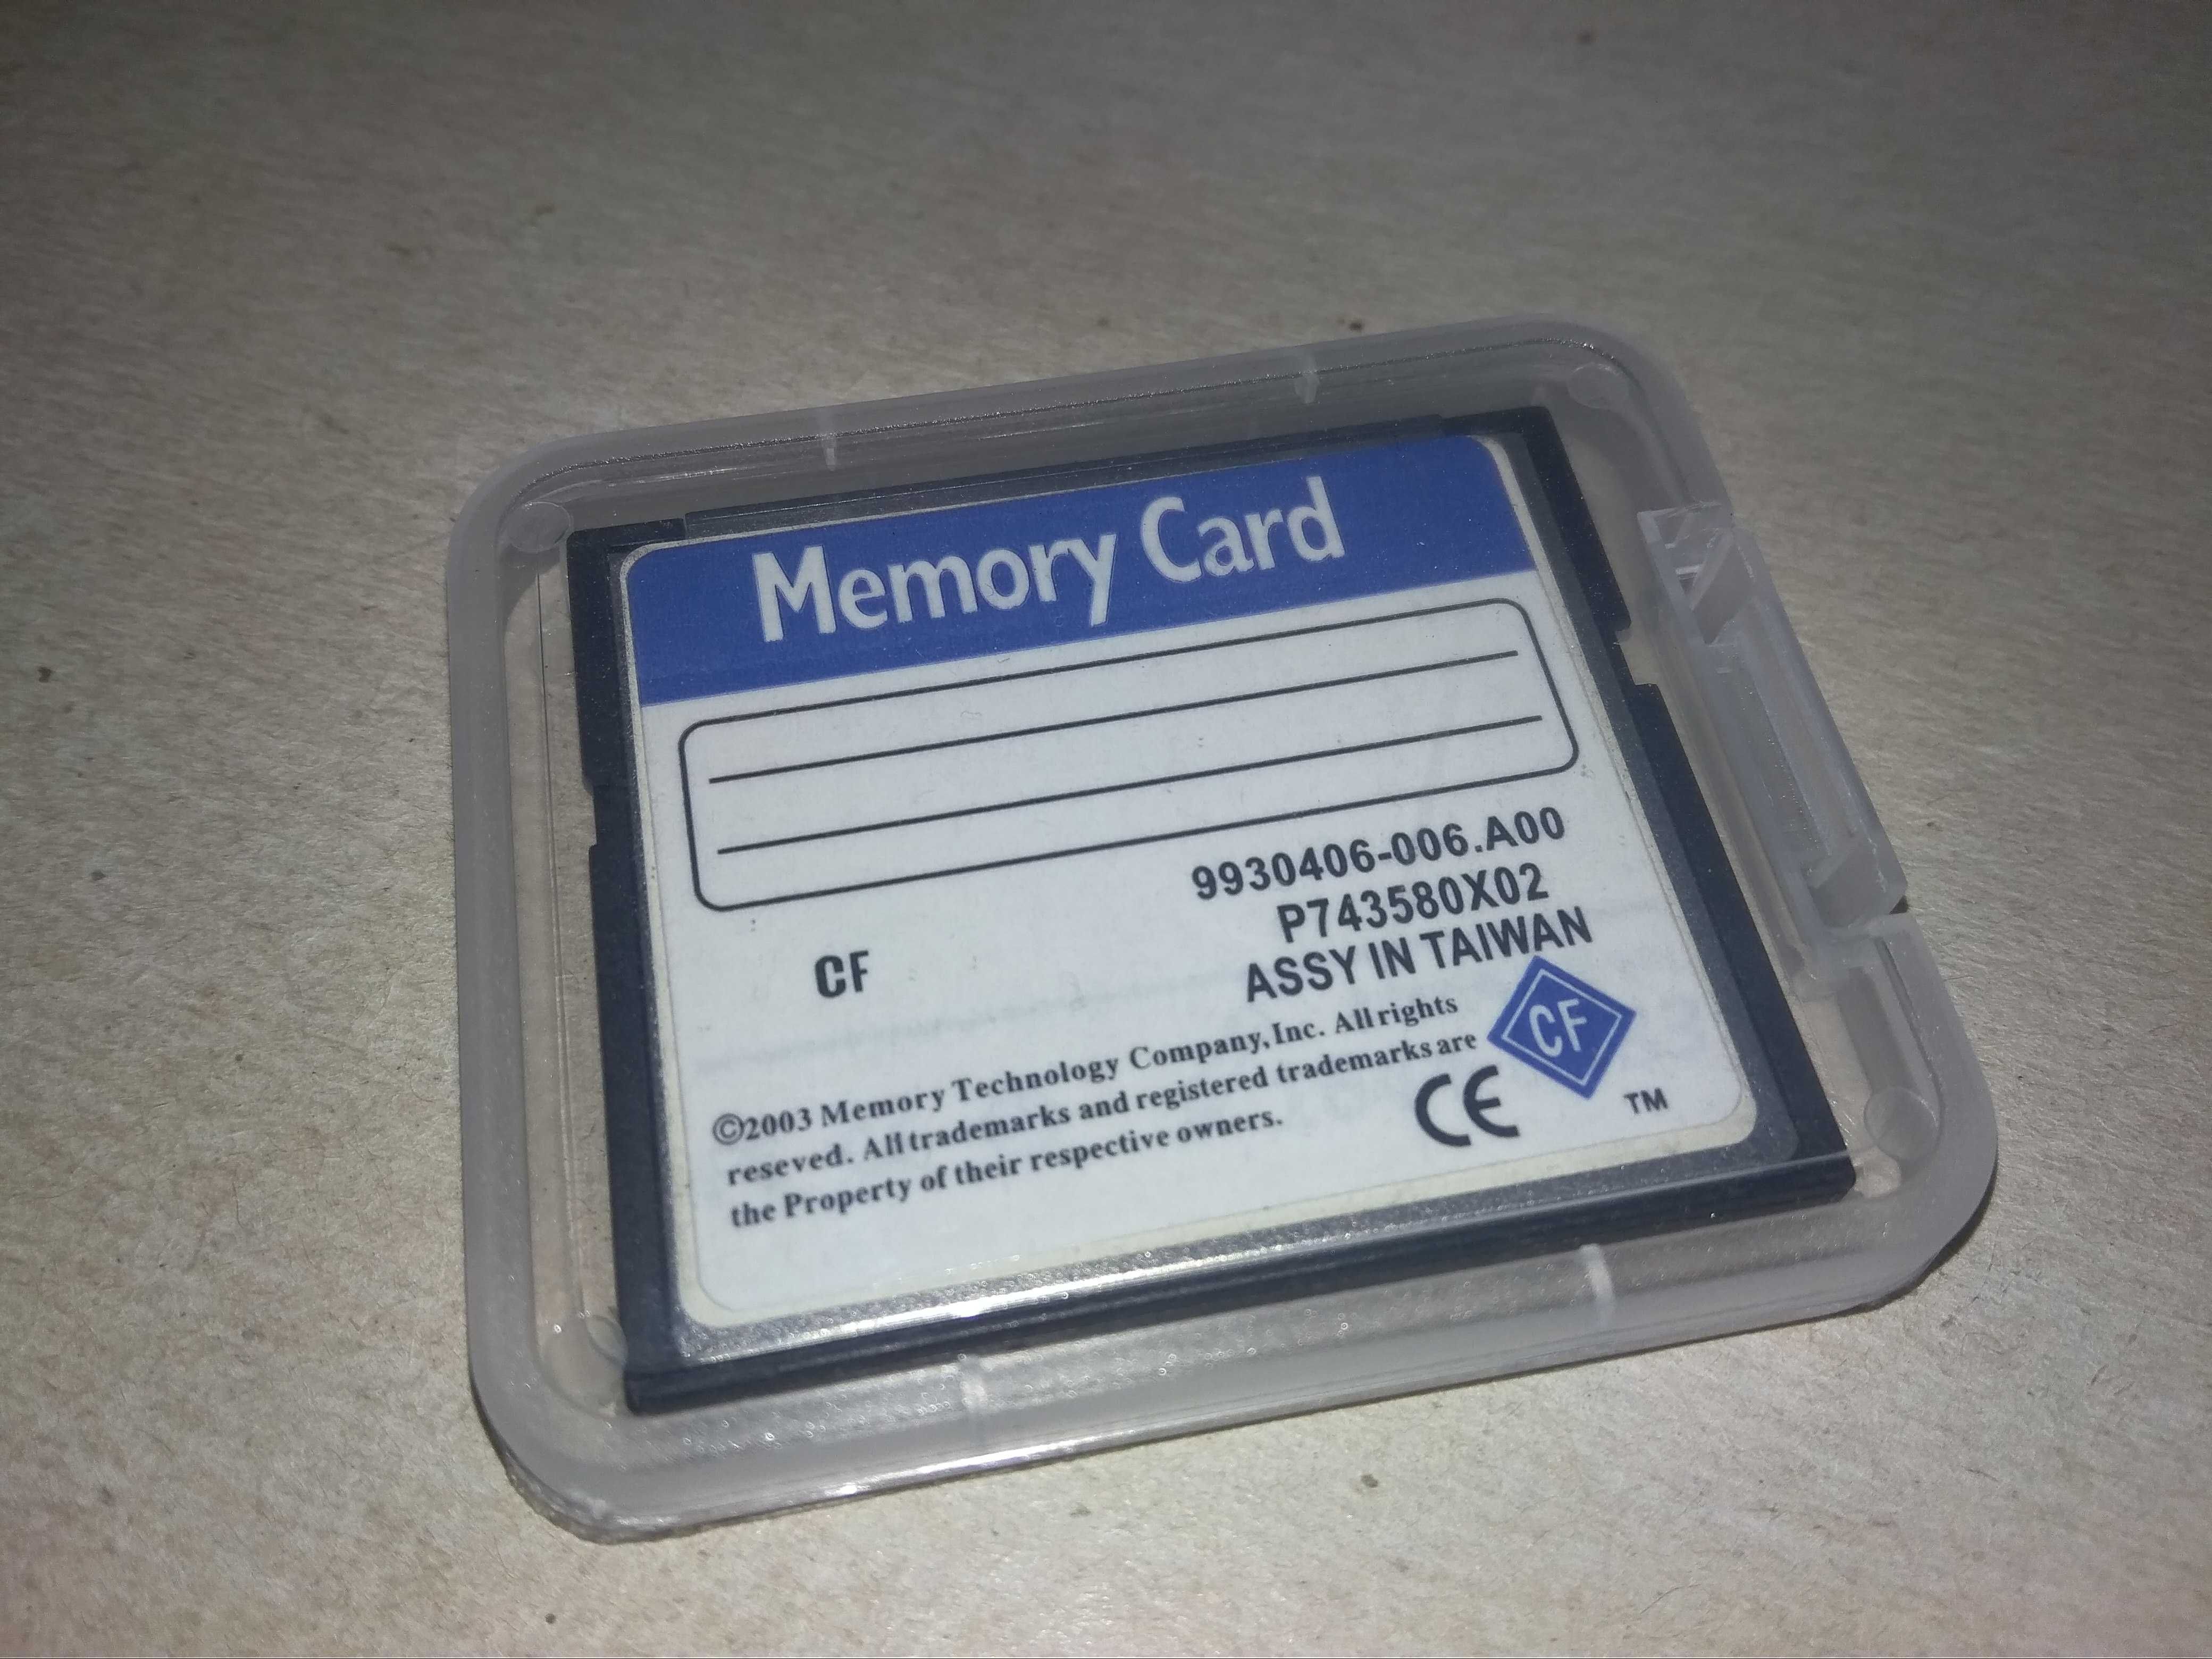 Memory Card
9930406-006.A00
P743580X02
ASSY IN TAIWAN
CF
CF
©2003 Memory Technology Company, Inc. All rights
reseved. All trademarks and registered trademarks are
the Property of their respective owners.
CE
TM